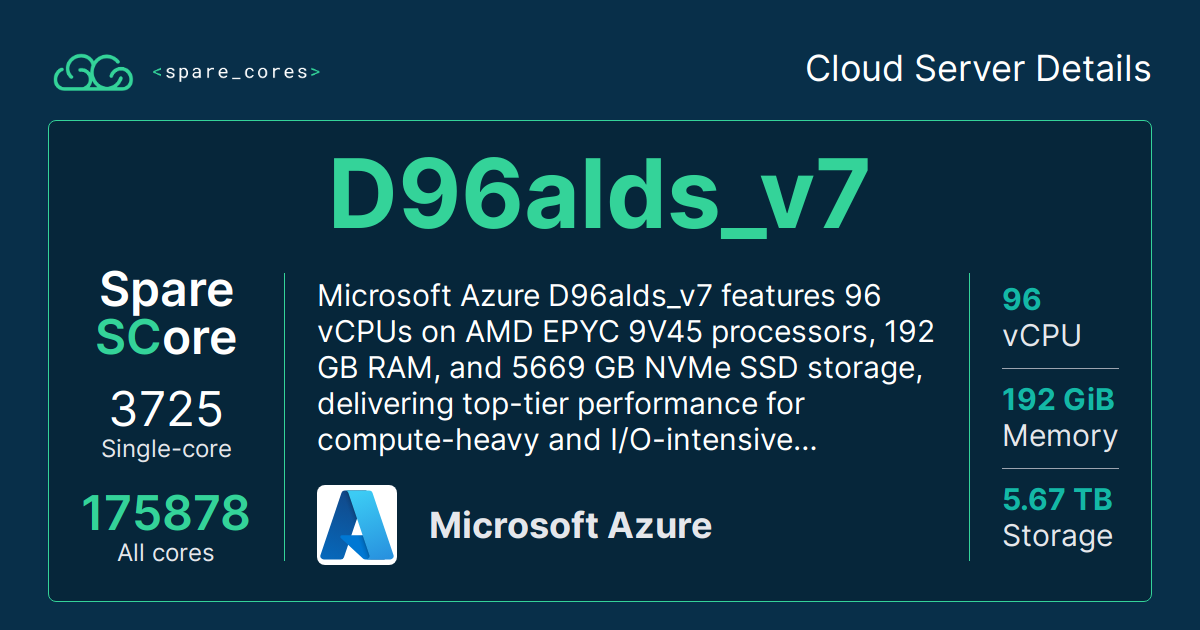 <spare_cores>
Cloud Server Details
D96alds_v7
Spare
SCore
3725
Single-core
175878
All cores
Microsoft Azure D96alds_v7 features 96
vCPUs on AMD EPYC 9V45 processors, 192
GB RAM, and 5669 GB NVMe SSD storage,
delivering top-tier performance for
compute-heavy and I/O-intensive...
Microsoft Azure
96
vCPU
192 GiB
Memory
5.67 TB
Storage